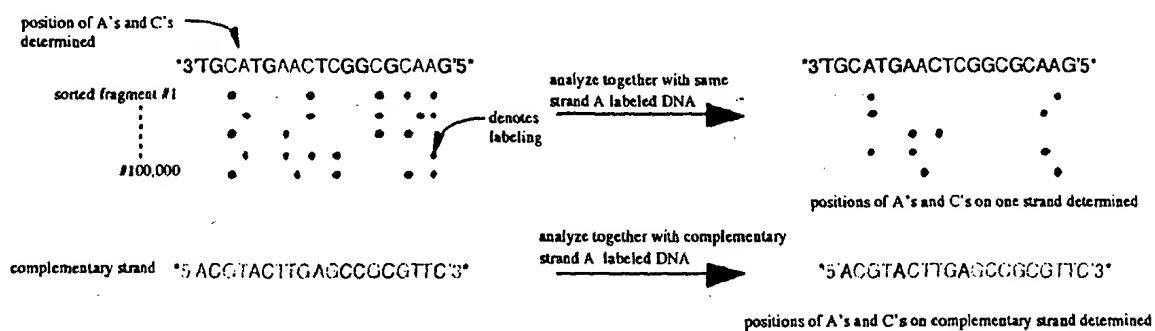 position of A's and C's
determined
*3'TGCATGAACTCGGCGCAAG'5*
sorted fragment #1
#100,000
denotes
labeling
analyze together with same
strand A labeled DNA
*3'TGCATGAACTCGGCGCAAG'5*
positions of A's and C's on one strand determined
complementary strand
*5'ACGTACTTGAGCCGCGTTC'3*
analyze together with complementary
strand A labeled DNA
*5'ACGTACTTGAGCCGCGTTC'3*
positions of A's and C's on complementary strand determined